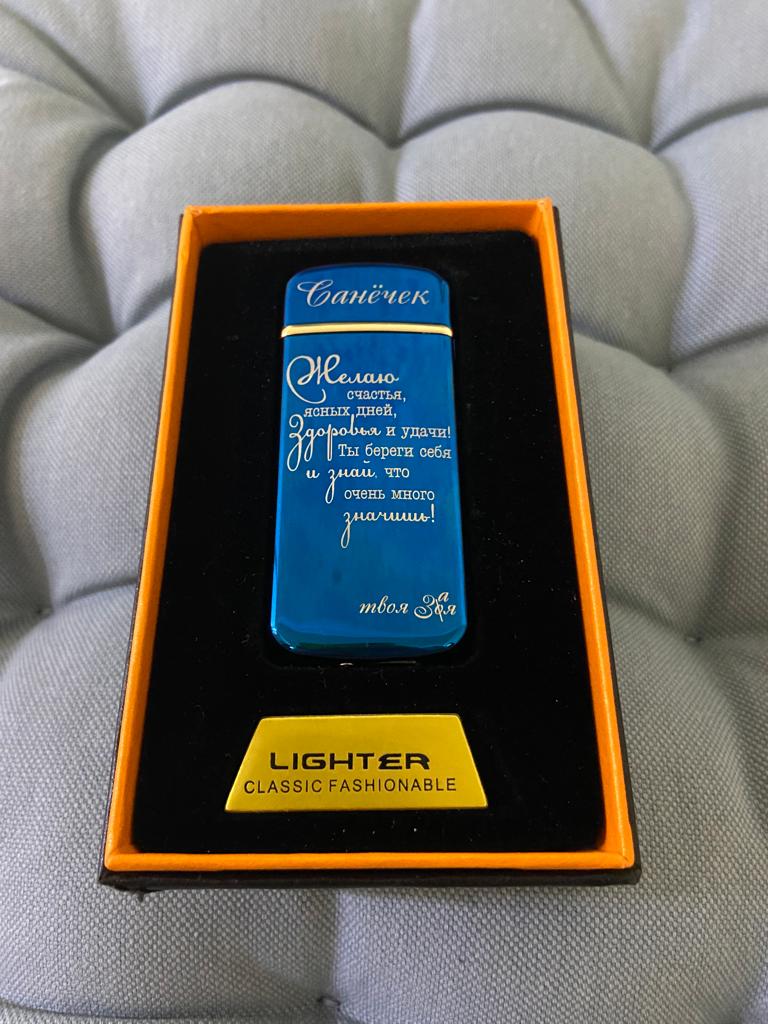 Санёчек
Желаю
счастья,
ясных дней,
Здоровья и удачи!
Ты береги себя
и знай, что
очень много
значишь!
твоя
LIGHTER
CLASSIC FASHIONABLE